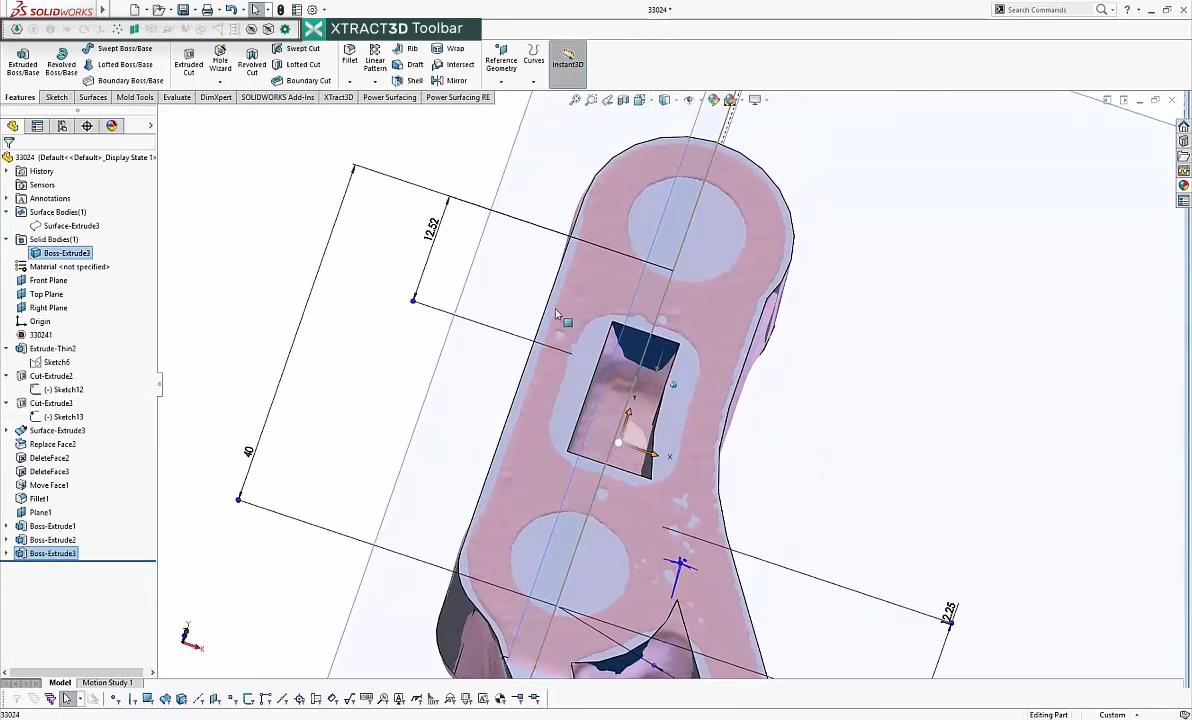 SOLIDWORKS
33024 *
Search Commands
XTRACT3D Toolbar
Extruded Boss/Base
Revolved Boss/Base
Swept Boss/Base
Lofted Boss/Base
Boundary Boss/Base
Extruded Cut
Hole Wizard
Revolved Cut
Swept Cut
Lofted Cut
Boundary Cut
Fillet
Linear Pattern
Rib
Draft
Shell
Wrap
Intersect
Mirror
Reference Geometry
Curves
Instant3D
Features
Sketch
Surfaces
Mold Tools
Evaluate
DimXpert
SOLIDWORKS Add-Ins
XTract3D
Power Surfacing
Power Surfacing RE
33024 (Default<<Default>_Display State 1>
History
Sensors
Annotations
Surface Bodies(1)
Surface-Extrude3
Solid Bodies(1)
Boss-Extrude3
Material <not specified>
Front Plane
Top Plane
Right Plane
Origin
330241
Extrude-Thin2
Sketch6
Cut-Extrude2
(-) Sketch12
Cut-Extrude3
(-) Sketch13
Surface-Extrude3
Replace Face2
DeleteFace2
DeleteFace3
Move Face1
Fillet1
Plane1
Boss-Extrude1
Boss-Extrude2
Boss-Extrude3
12.52
40
12.25
Y
X
Y
X
Model
Motion Study 1
Editing Part
Custom